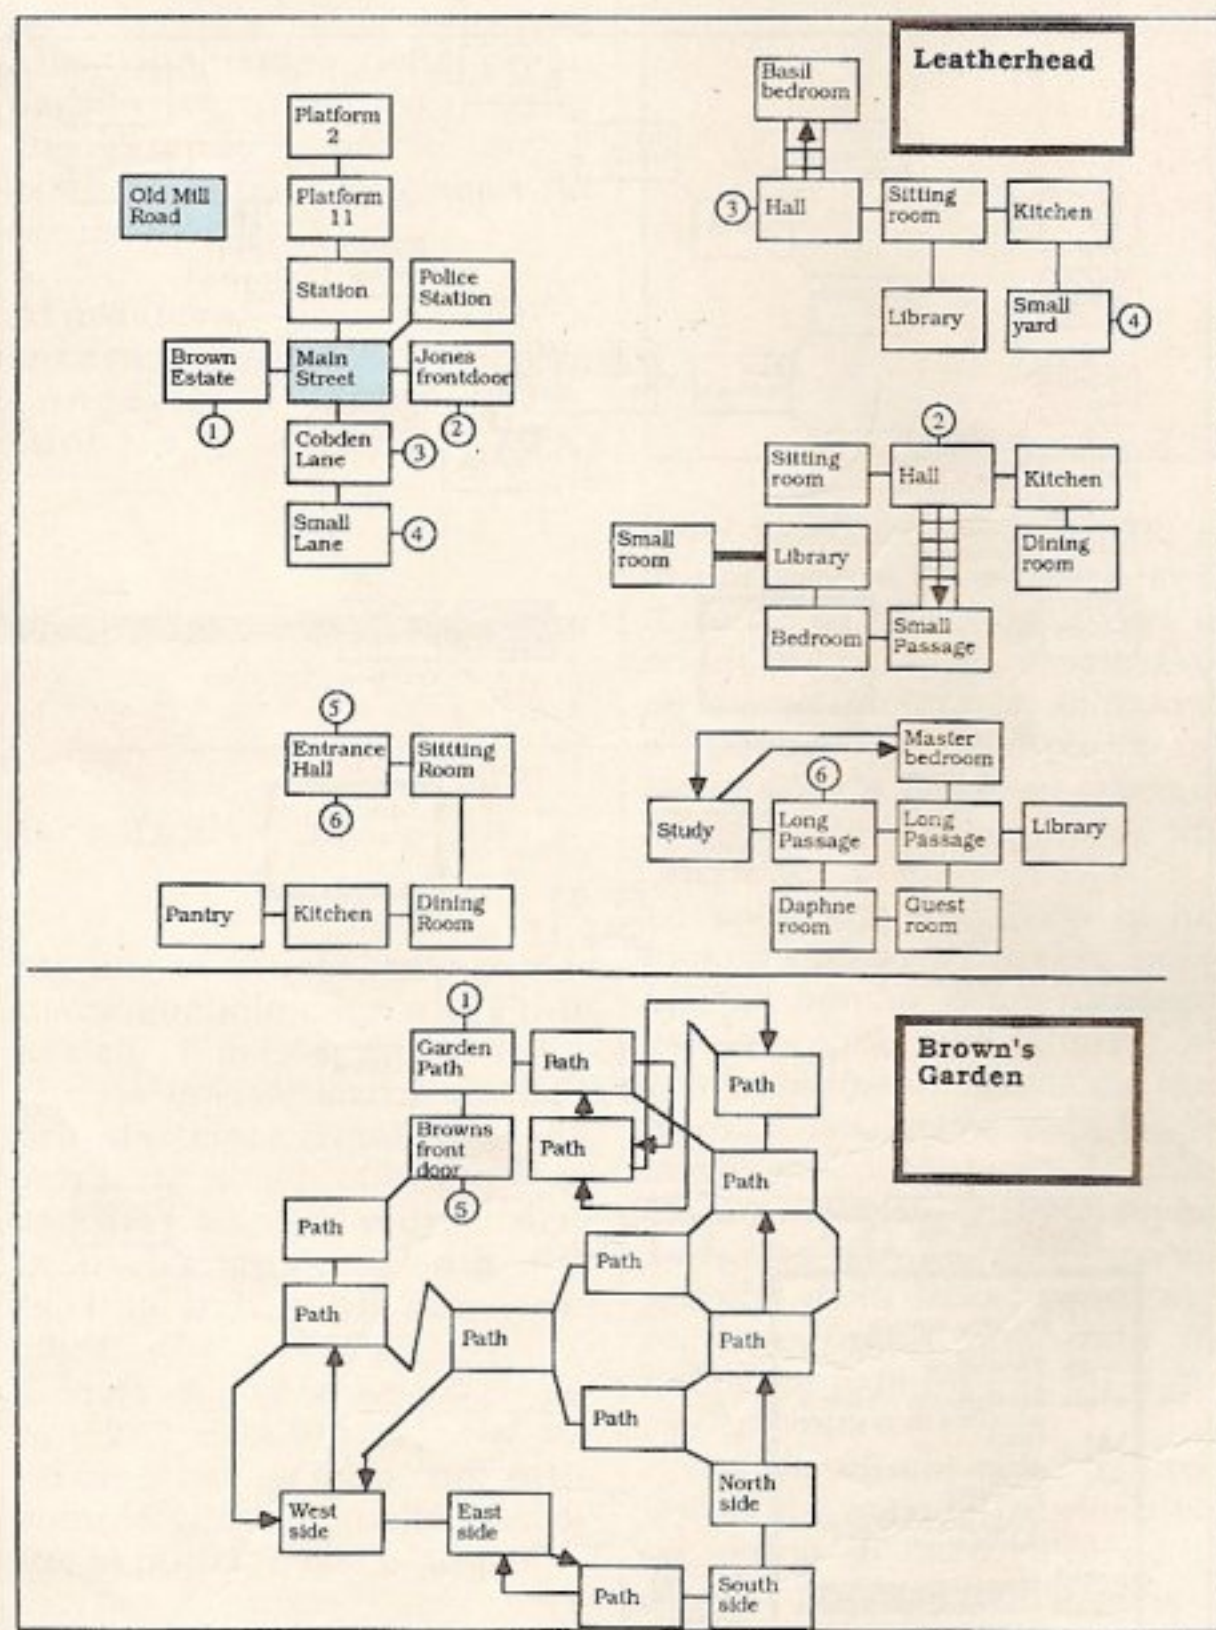 Leatherhead
Basil
bedroom
Platform
2
Old Mill
Road
Platform
11
3
Hall
Sitting
room
Kitchen
Station
Police
Station
Library
Small
yard
4
Brown
Estate
Main
Street
Jones
frontdoor
1
2
Cobden
Lane
3
Small
Lane
4
2
Sitting
room
Hall
Kitchen
Small
room
Library
Dining
room
Bedroom
Small
Passage
5
Entrance
Hall
Sittting
Room
6
Pantry
Kitchen
Dining
Room
Master
bedroom
6
Study
Long
Passage
Long
Passage
Library
Daphne
room
Guest
room
1
Garden
Path
Path
Path
Brown's
Garden
Browns
front
door
Path
Path
5
Path
Path
Path
Path
Path
Path
West
side
East
side
North
side
Path
South
side